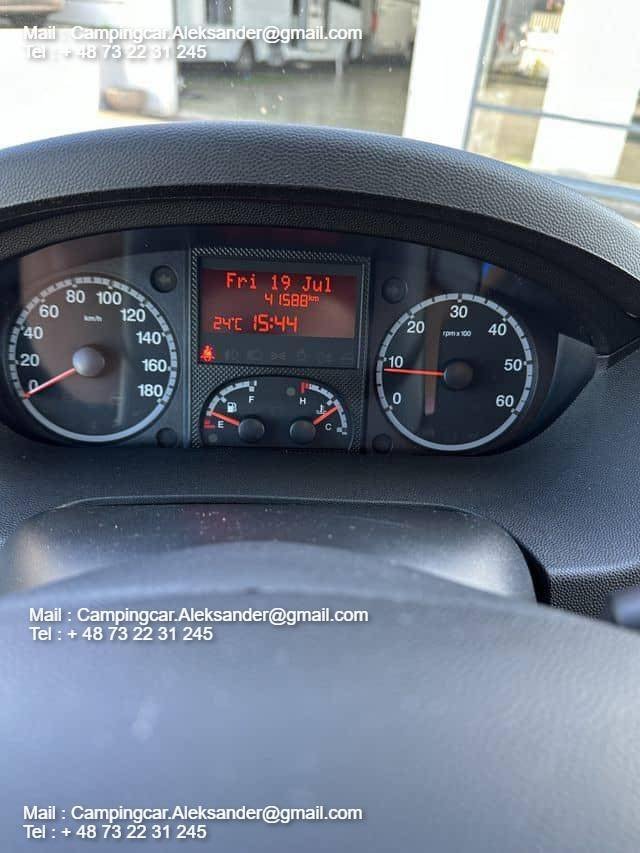 Mail : Campingcar.Aleksander@gmail.com
Tel : + 48 73 22 31 245
Fri 19 Jul
41588km
24°C 15:44
0 20 40 60 80 100 120 140 160 180
km/h
0 10 20 30 40 50 60
rpm x 100
E F
H C
Mail : Campingcar.Aleksander@gmail.com
Tel : + 48 73 22 31 245
Mail : Campingcar.Aleksander@gmail.com
Tel : + 48 73 22 31 245